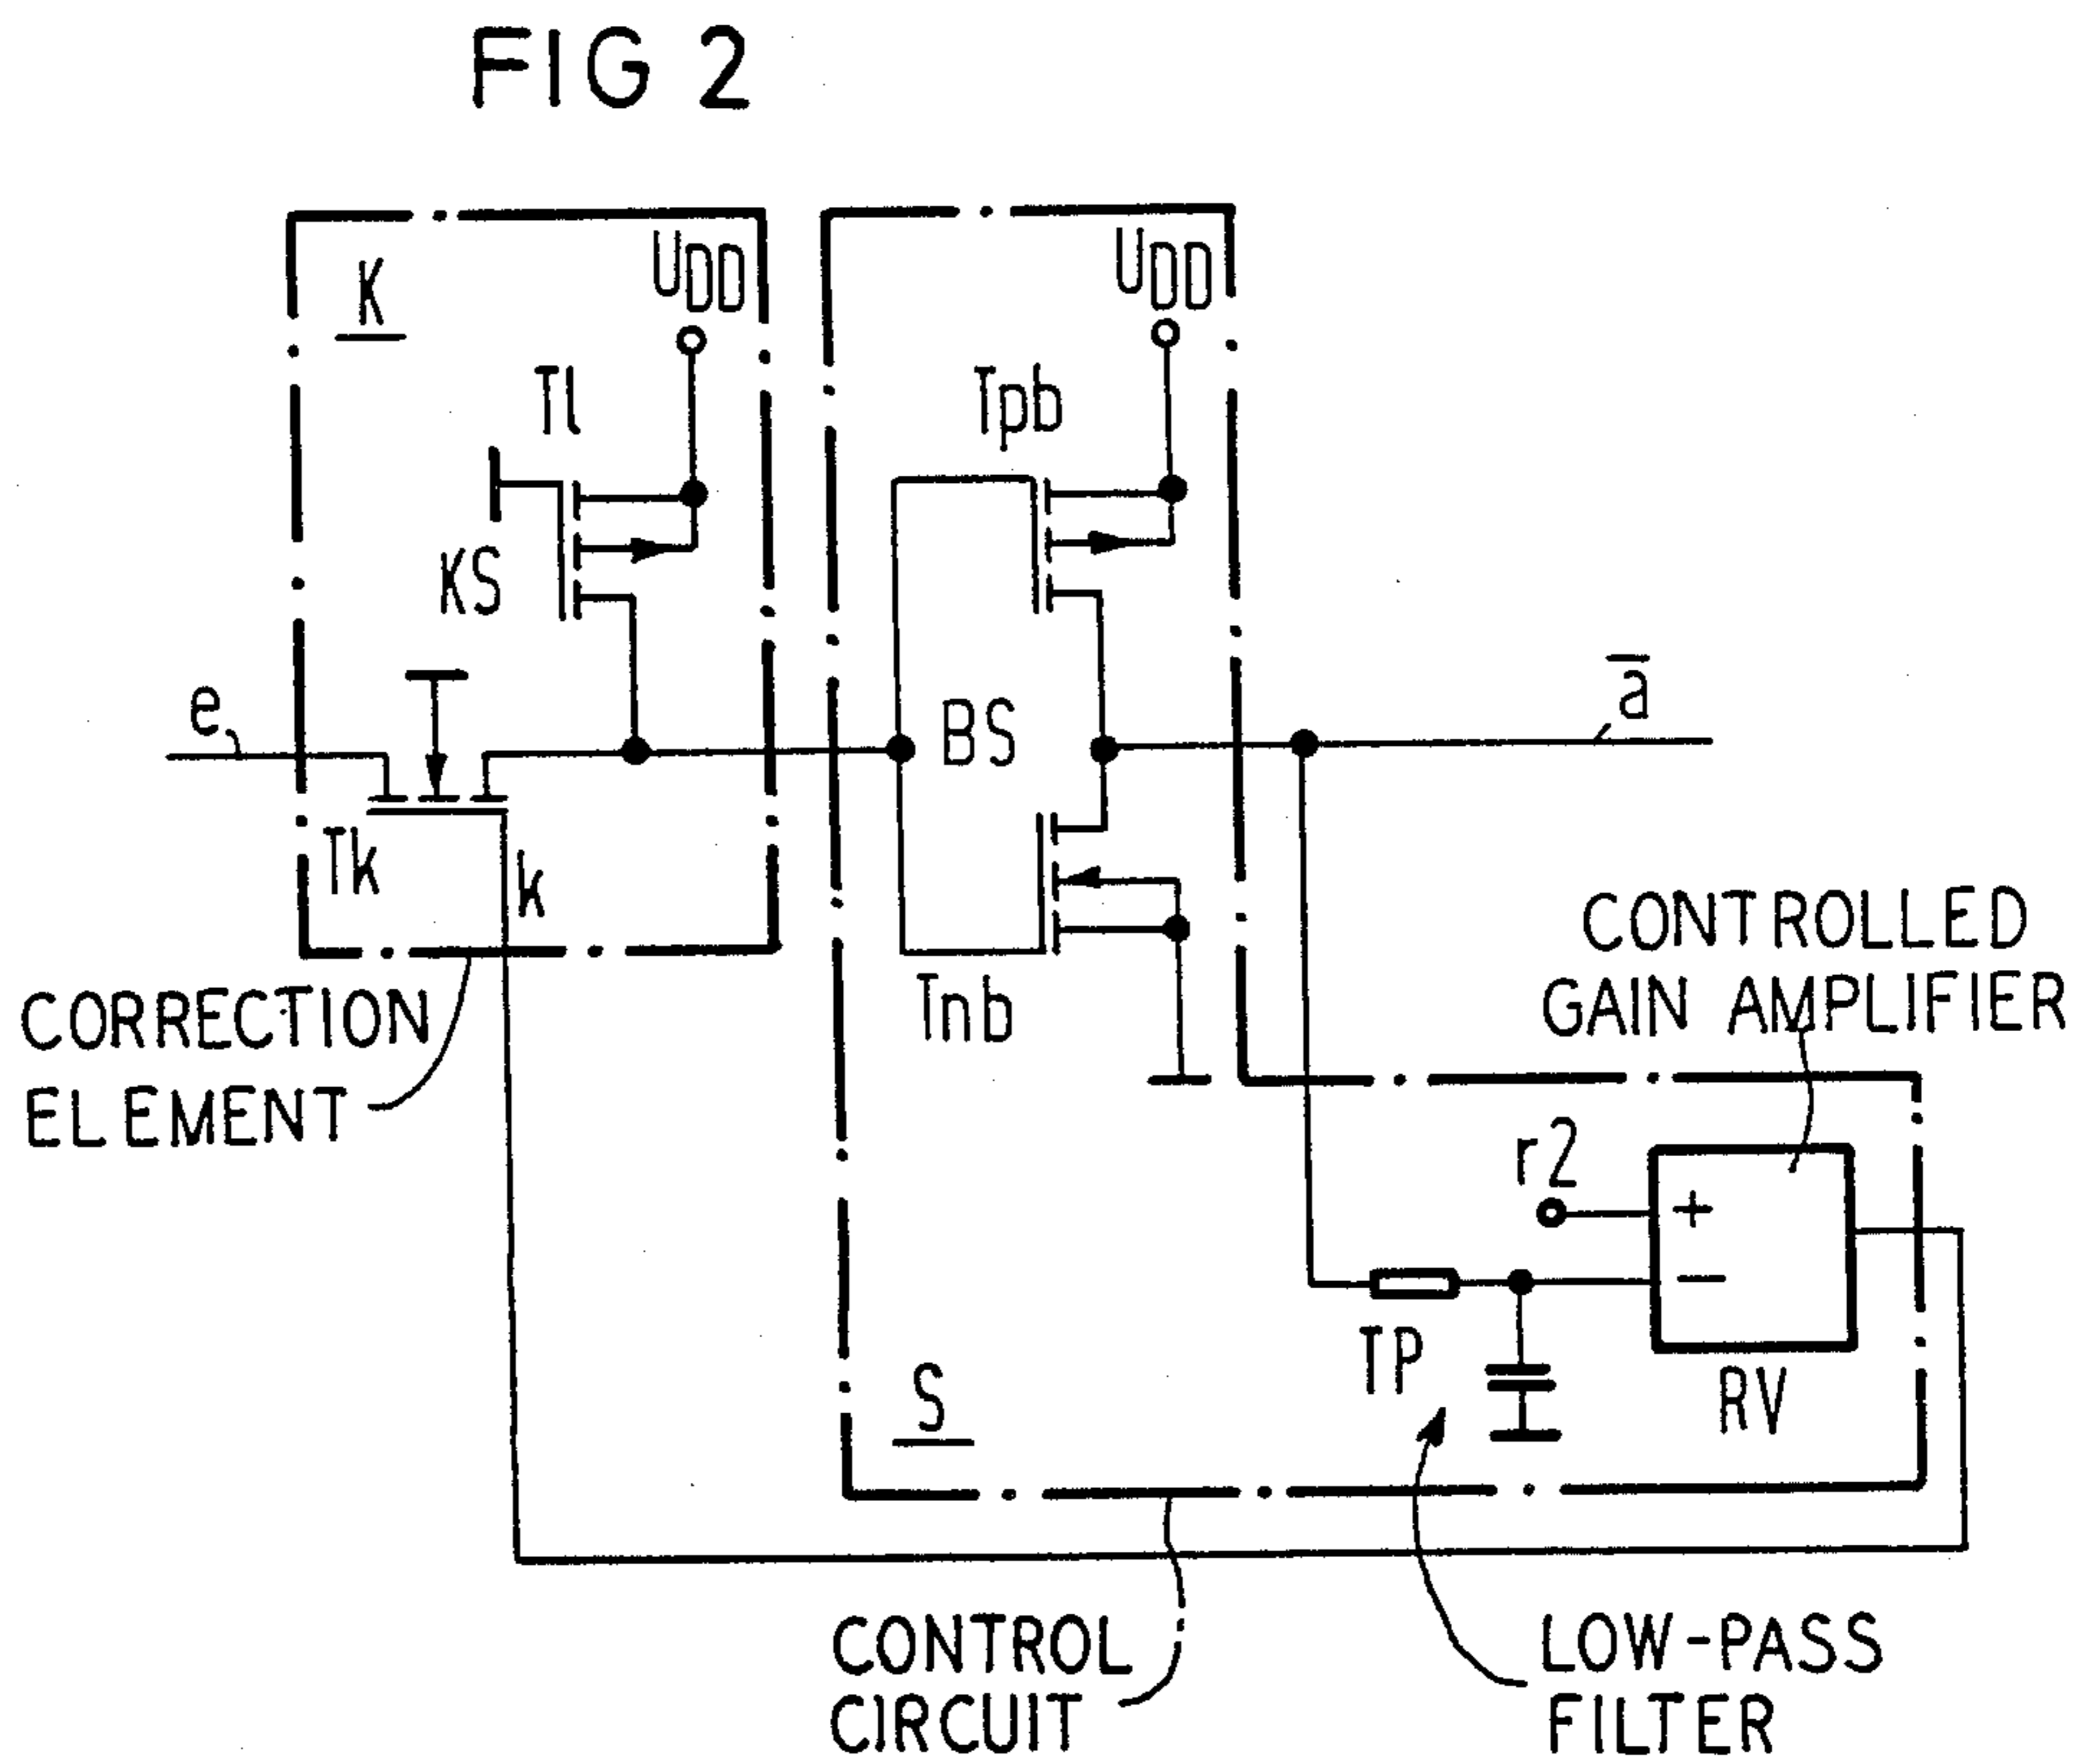 FIG 2
K
UDD
UDD
Tl
Tpb
KS
e
BS
a̅
Tk
k
Tnb
CORRECTION
ELEMENT
CONTROLLED
GAIN AMPLIFIER
r2
+
−
TP
RV
S
CONTROL
CIRCUIT
LOW-PASS
FILTER